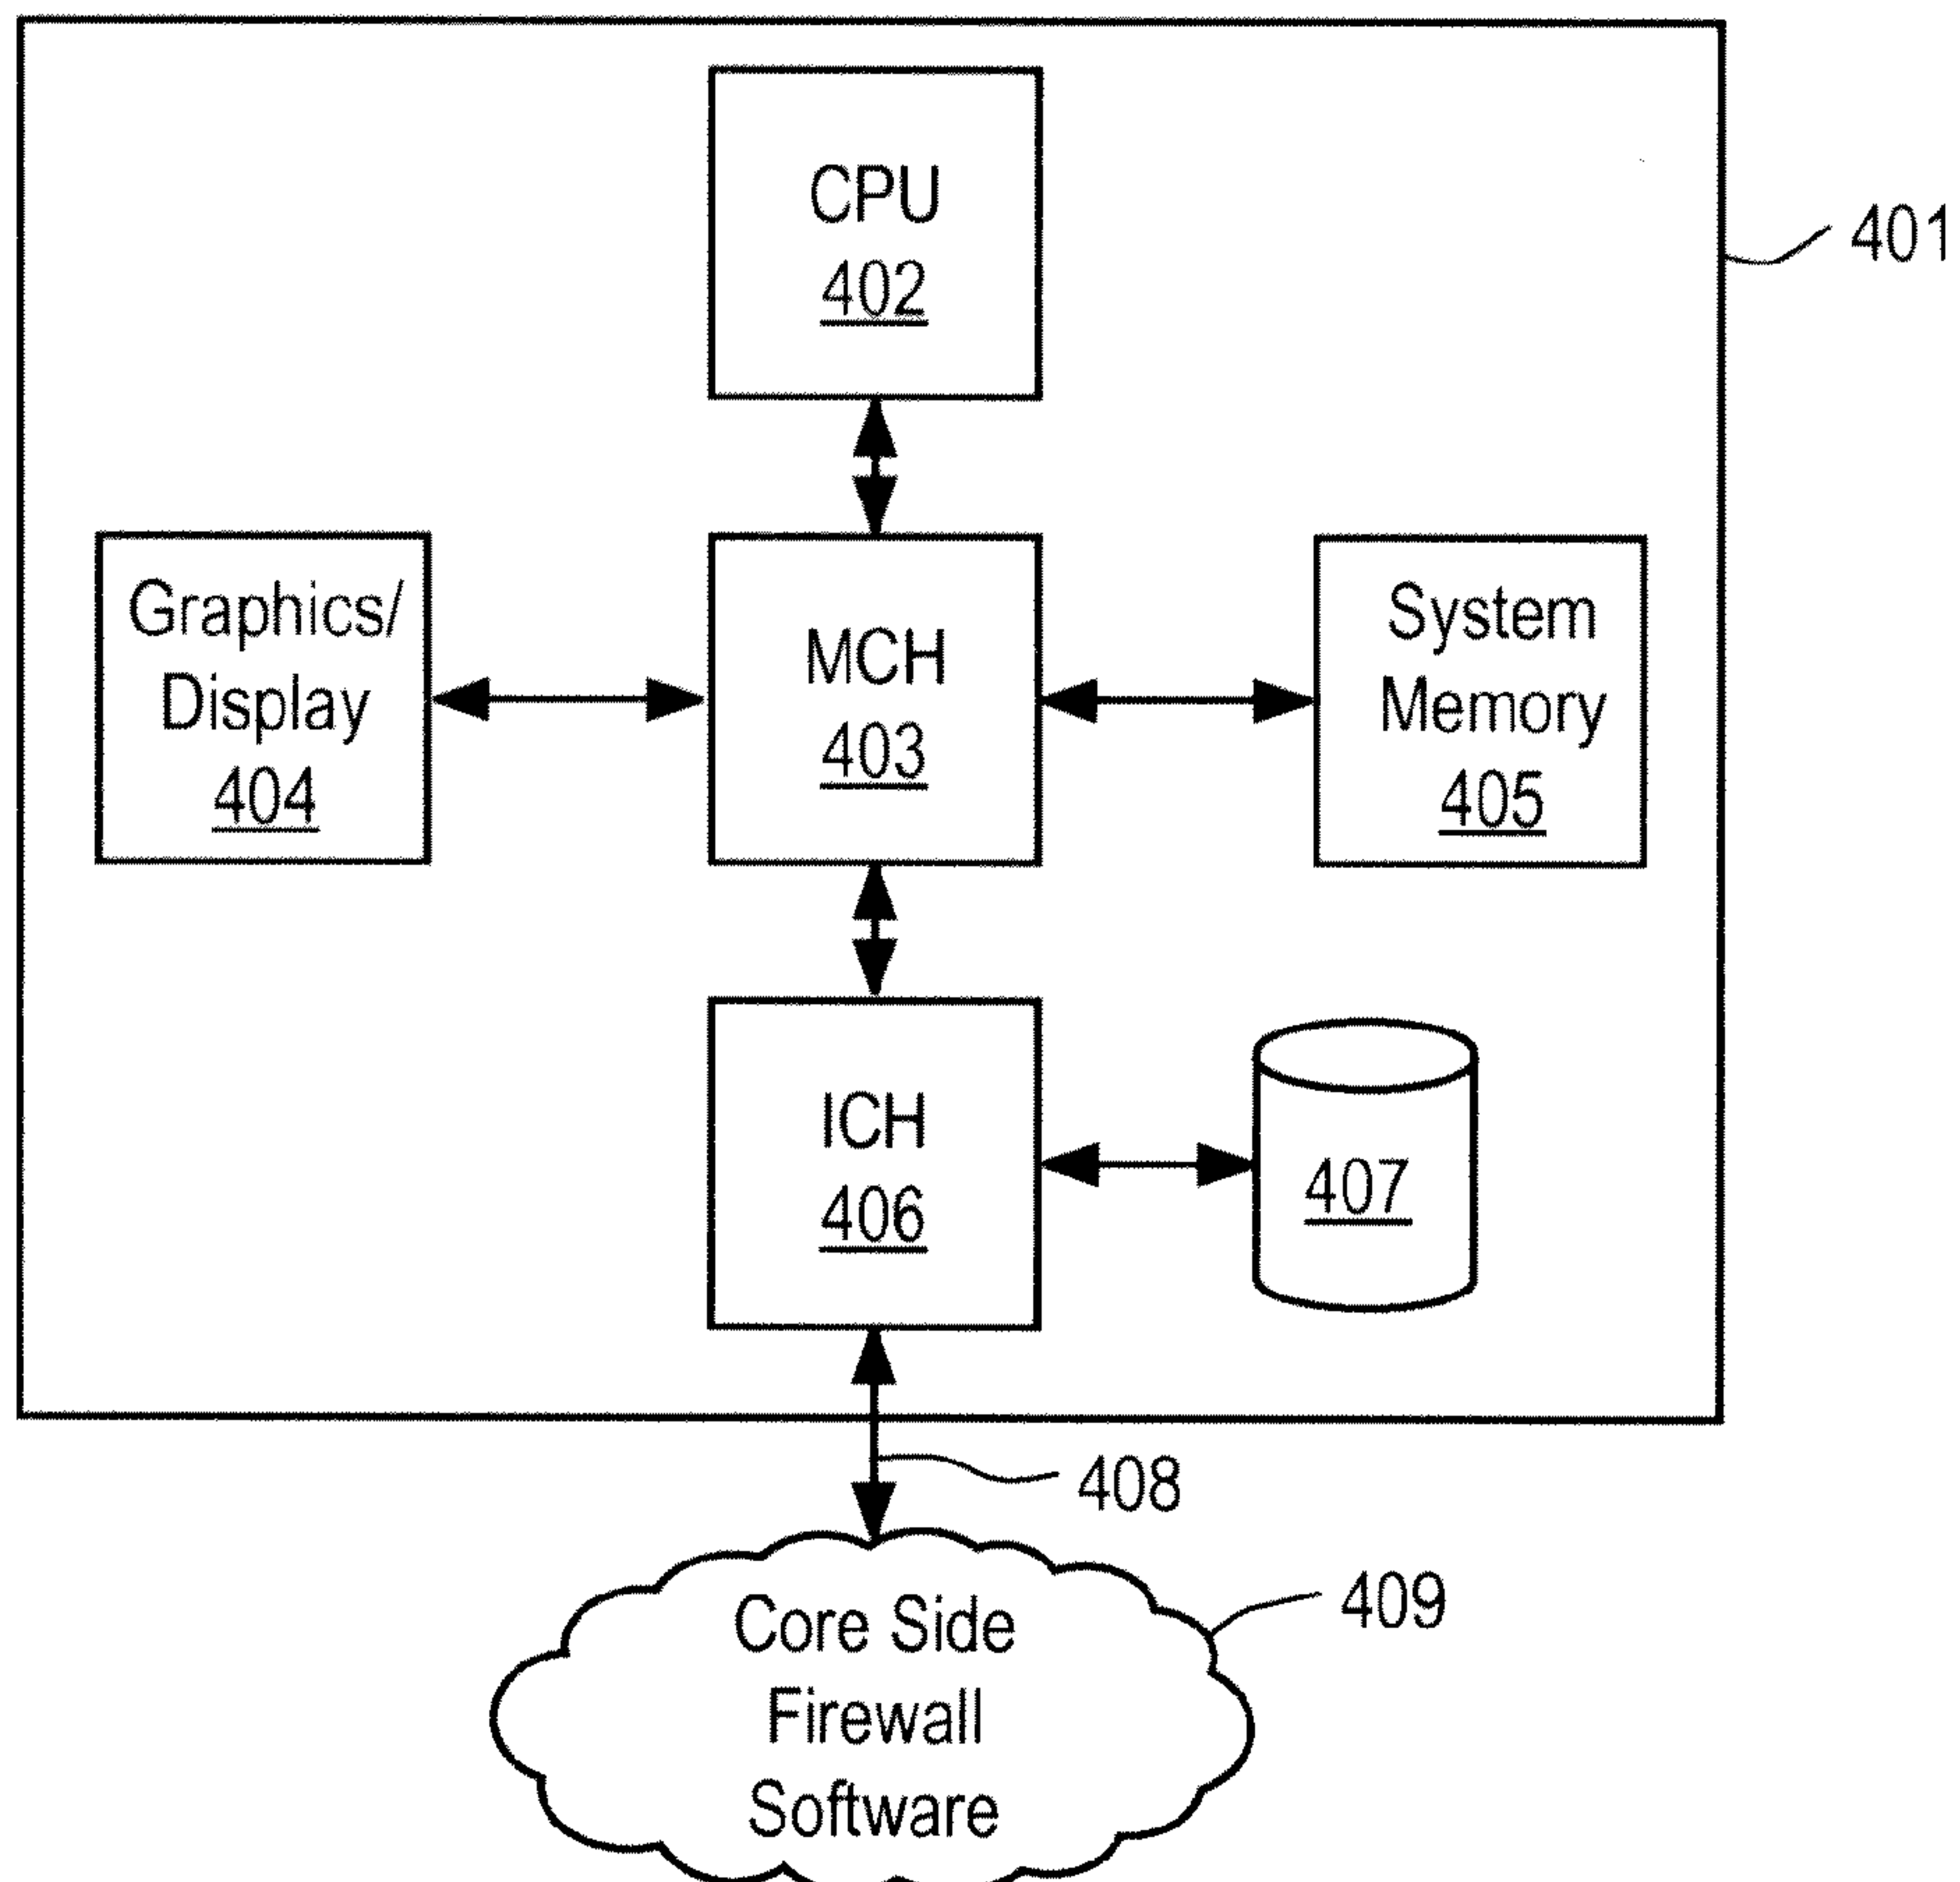 CPU
402
401
Graphics/
Display
404
MCH
403
System
Memory
405
ICH
406
407
408
409
Core Side
Firewall
Software